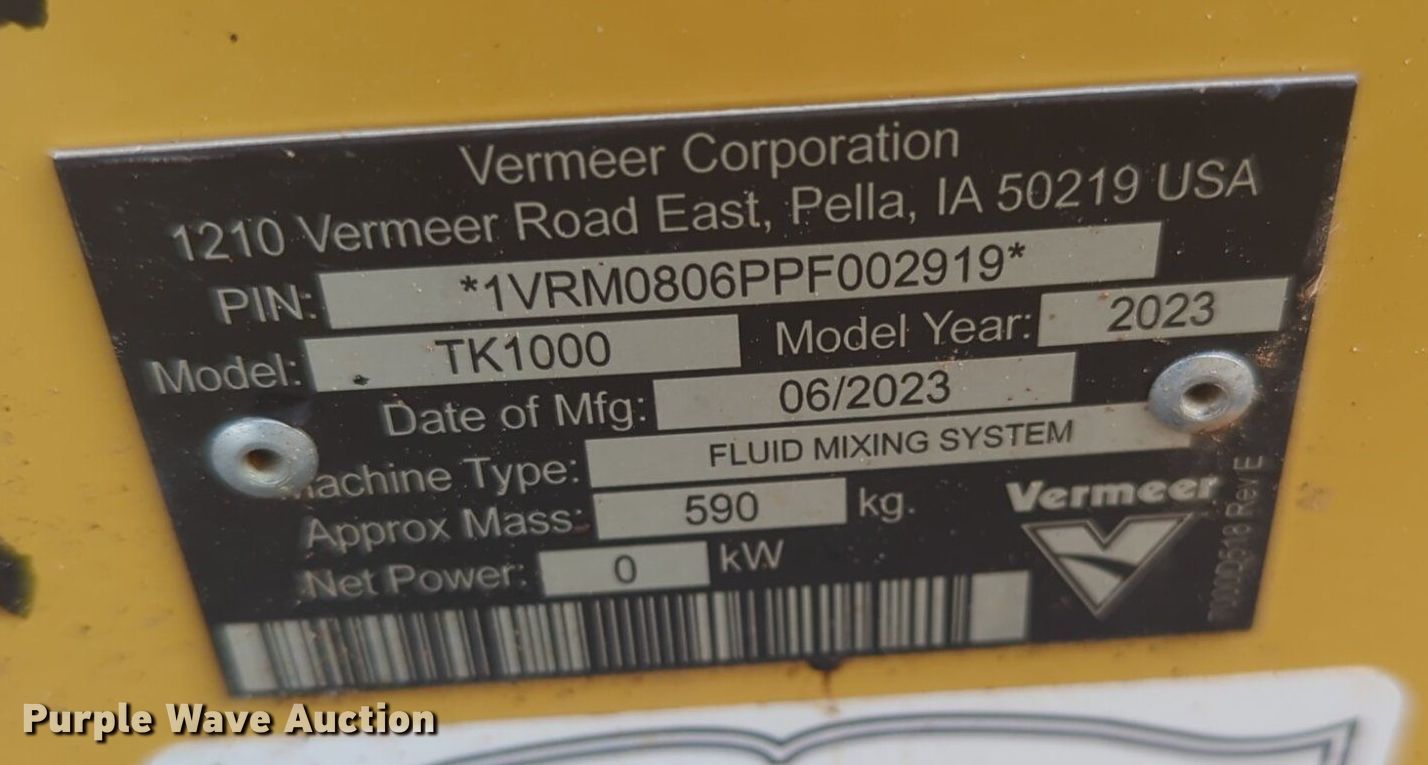 Vermeer Corporation
1210 Vermeer Road East, Pella, IA 50219 USA
PIN: *1VRM0806PPF002919*
Model: TK1000 Model Year: 2023
Date of Mfg: 06/2023
Machine Type: FLUID MIXING SYSTEM
Approx Mass: 590 kg.
Net Power: 0 kW
Vermeer
Rev E
Purple Wave Auction